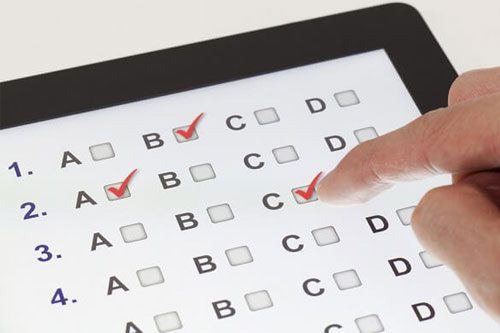 1. A B C D
2. A B C D
3. A B C
4. A B C D
A B C D
C D